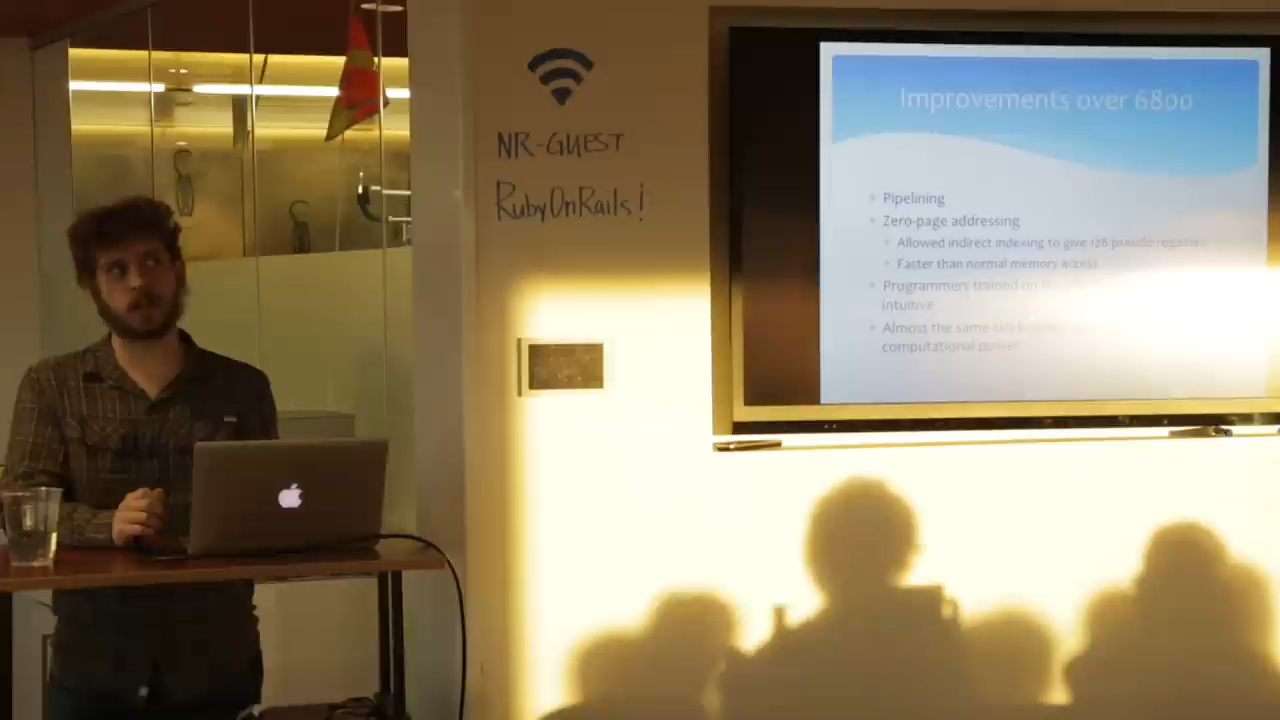 NR-GUEST
RubyOnRails!
Improvements over 6800
Pipelining
Zero-page addressing
Allowed indirect indexing to give 128 pseudo registers
Faster than normal memory access
Programmers trained on
intuitive
Almost the same clock
computational power